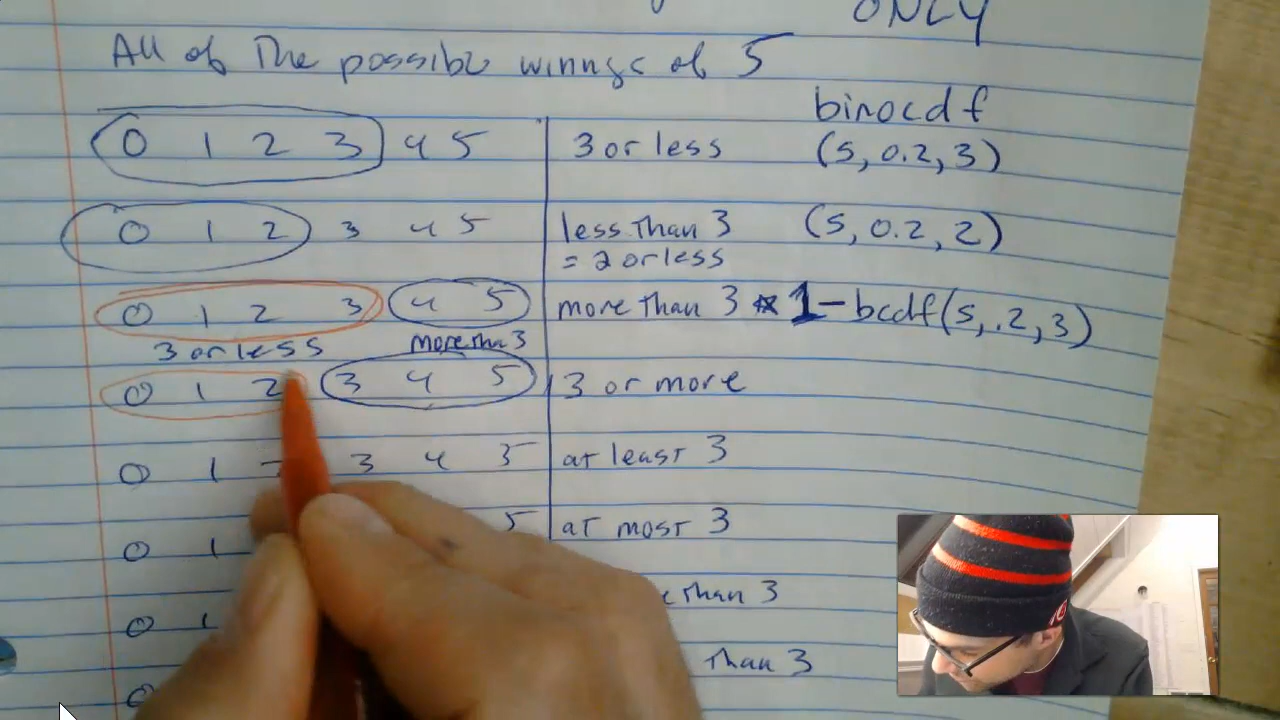 ONLY
All of The possible winngs of 5
binocdf
0 1 2 3 4 5 3 or less (5, 0.2, 3)
0 1 2 3 4 5 less Than 3 (5, 0.2, 2)
= 2 or less
0 1 2 3 4 5 more Than 3 * 1 - bcdf(5, .2, 3)
3 or less more tha 3
0 1 2 3 4 5 3 or more
0 1 3 4 5 at least 3
0 1 5 at most 3
0 1 Than 3
Than 3
0